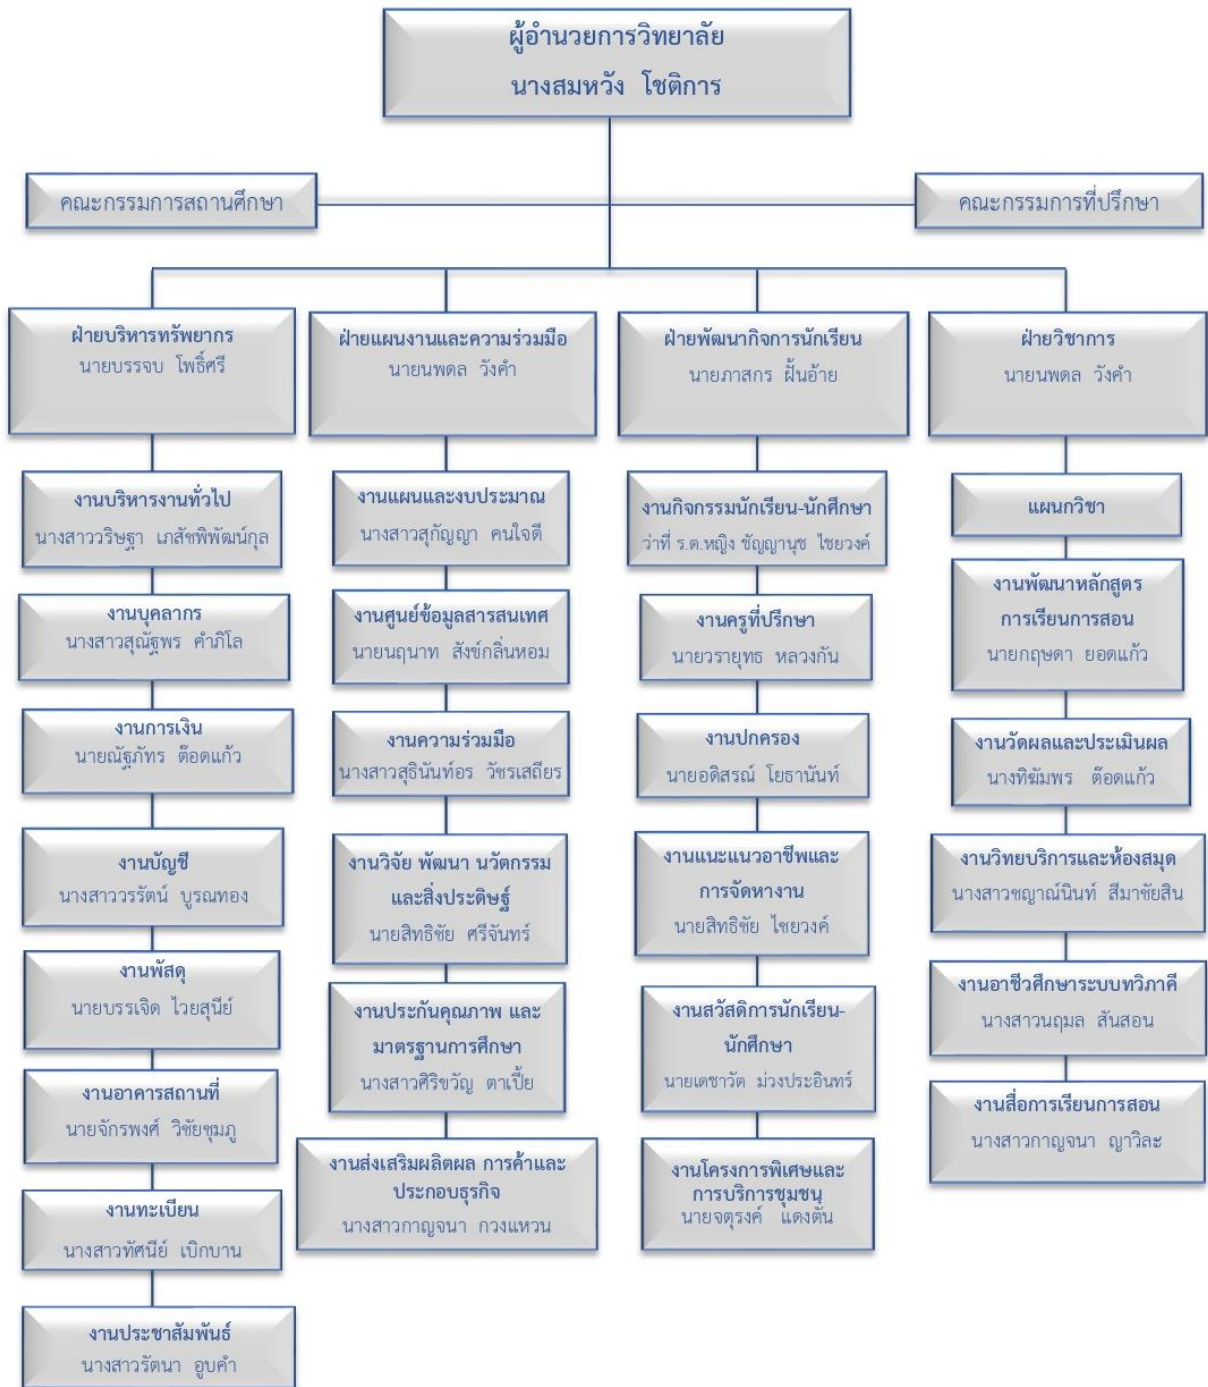 ผู้อำนวยการวิทยาลัย
นางสมหวัง โชติการ
คณะกรรมการสถานศึกษา
คณะกรรมการที่ปรึกษา
ฝ่ายบริหารทรัพยากร
นายบรรจบ โพธิ์ศรี
งานบริหารงานทั่วไป
นางสาววริษฐา เภสัชพิพัฒน์กุล
งานบุคลากร
นางสาวสุณัฐพร คำภิโล
งานการเงิน
นายณัฐภัทร ต๊อดแก้ว
งานบัญชี
นางสาววรรัตน์ บูรณทอง
งานพัสดุ
นายบรรเจิด ไวยสุนีย์
งานอาคารสถานที่
นายจักรพงศ์ วิชัยชุมภู
งานทะเบียน
นางสาวทัศนีย์ เบิกบาน
งานประชาสัมพันธ์
นางสาวรัตนา อูบคำ
ฝ่ายแผนงานและความร่วมมือ
นายนพดล วังคำ
งานแผนและงบประมาณ
นางสาวสุกัญญา คนใจดี
งานศูนย์ข้อมูลสารสนเทศ
นายนฤนาท สังข์กลิ่นหอม
งานความร่วมมือ
นางสาวสุธินันท์อร วัชรเสถียร
งานวิจัย พัฒนา นวัตกรรม
และสิ่งประดิษฐ์
นายสิทธิชัย ศรีจันทร์
งานประกันคุณภาพ และ
มาตรฐานการศึกษา
นางสาวศิริขวัญ ตาเปี้ย
งานส่งเสริมผลิตผล การค้าและ
ประกอบธุรกิจ
นางสาวกาญจนา กวงแหวน
ฝ่ายพัฒนากิจการนักเรียน
นายภาสกร ฝั้นอ้าย
งานกิจกรรมนักเรียน-นักศึกษา
ว่าที่ ร.ต.หญิง ชัญญานุช ไชยวงค์
งานครูที่ปรึกษา
นายวรายุทธ หลวงกัน
งานปกครอง
นายอดิสรณ์ โยธานันท์
งานแนะแนวอาชีพและ
การจัดหางาน
นายสิทธิชัย ไชยวงค์
งานสวัสดิการนักเรียน-
นักศึกษา
นายเดชาวัต ม่วงประอินทร์
งานโครงการพิเศษและ
การบริการชุมชน
นายจตุรงค์ แดงตั๋น
ฝ่ายวิชาการ
นายนพดล วังคำ
แผนกวิชา
งานพัฒนาหลักสูตร
การเรียนการสอน
นายกฤษดา ยอดแก้ว
งานวัดผลและประเมินผล
นางทิฆัมพร ต๊อดแก้ว
งานวิทยบริการและห้องสมุด
นางสาวชญาณ์นินท์ สีมาชัยสิน
งานอาชีวศึกษาระบบทวิภาคี
นางสาวนฤมล สันสอน
งานสื่อการเรียนการสอน
นางสาวกาญจนา ญาวิละ